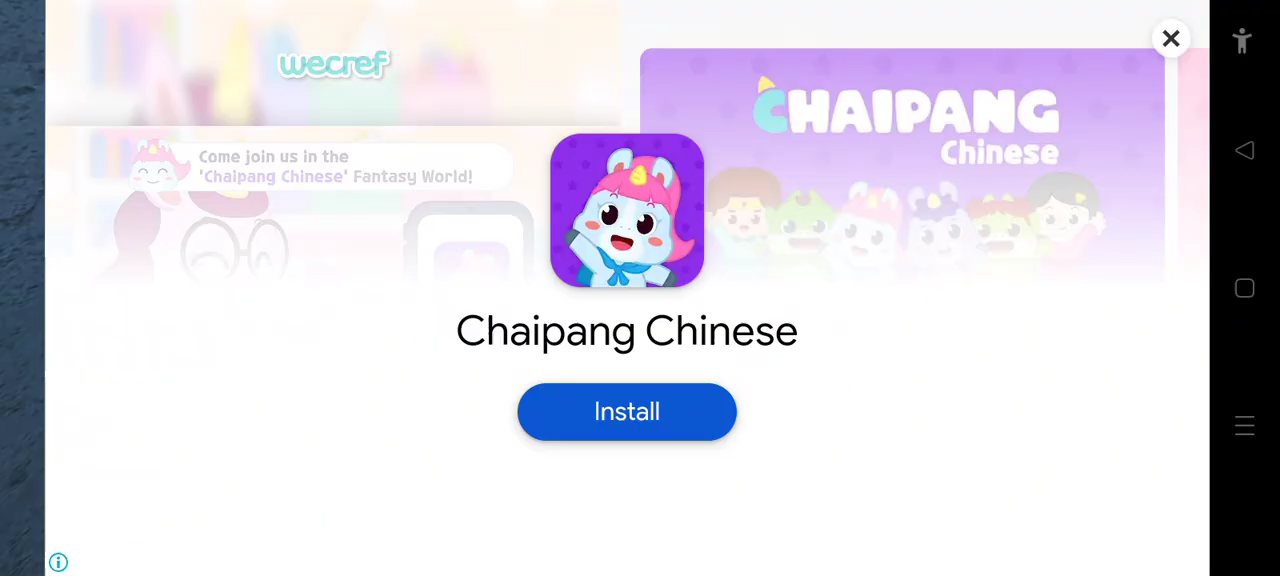 wecref
CHAIPANG
Chinese
Come join us in the
'Chaipang Chinese' Fantasy World!
Chaipang Chinese
Install